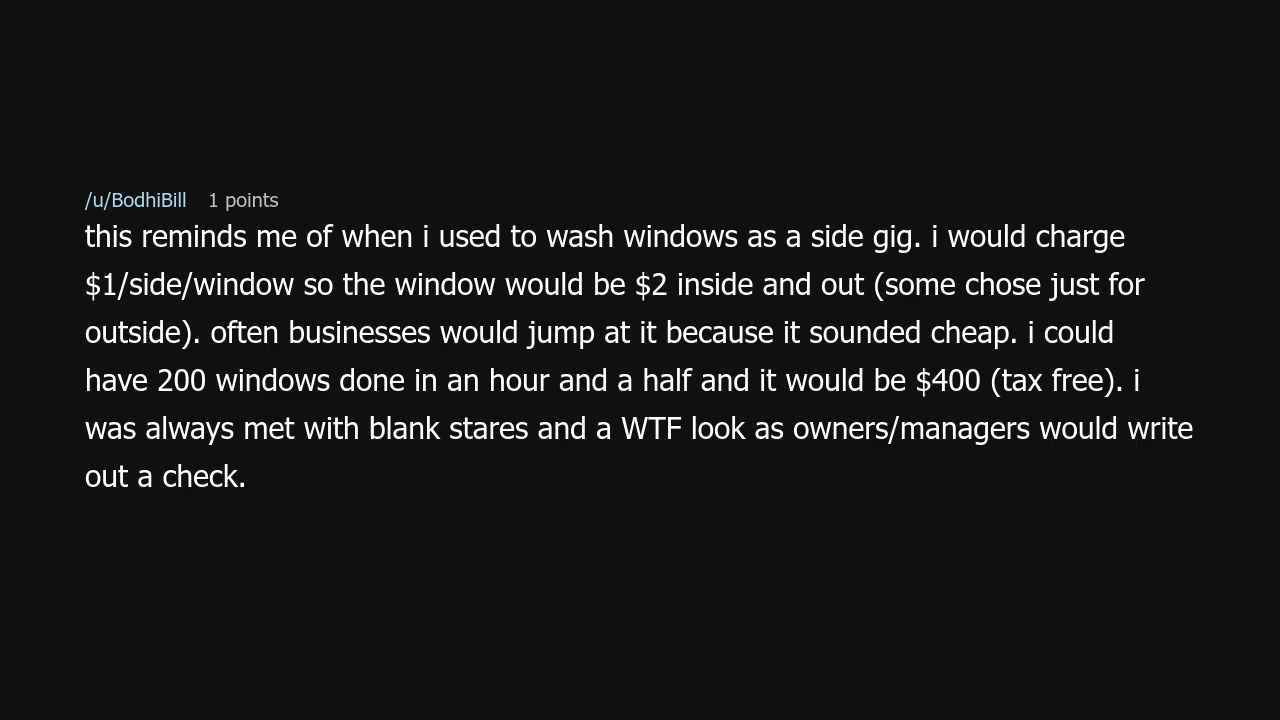 /u/BodhiBill 1 points
this reminds me of when i used to wash windows as a side gig. i would charge
$1/side/window so the window would be $2 inside and out (some chose just for
outside). often businesses would jump at it because it sounded cheap. i could
have 200 windows done in an hour and a half and it would be $400 (tax free). i
was always met with blank stares and a WTF look as owners/managers would write
out a check.